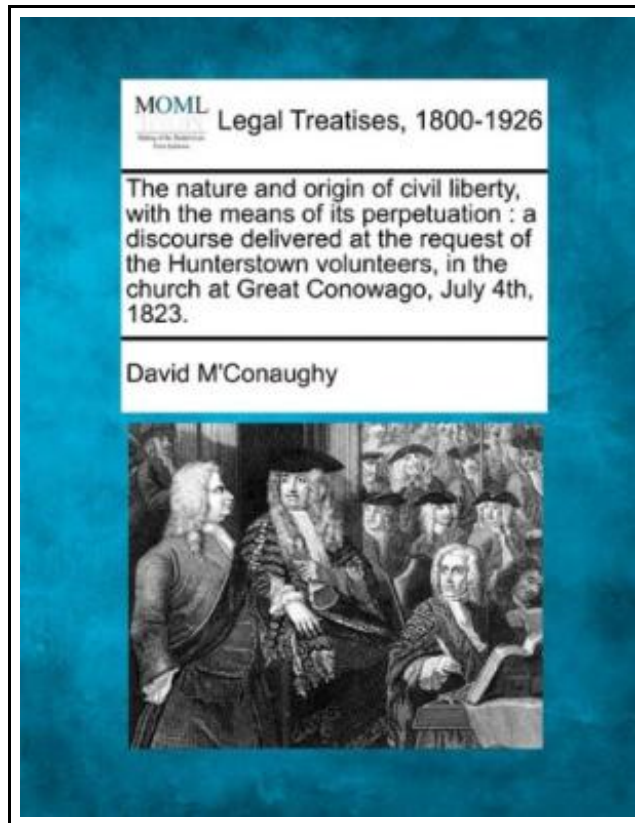 MOML
Legal Treatises, 1800-1926
The nature and origin of civil liberty,
with the means of its perpetuation : a
discourse delivered at the request of
the Hunterstown volunteers, in the
church at Great Conowago, July 4th,
1823.
David M'Conaughy